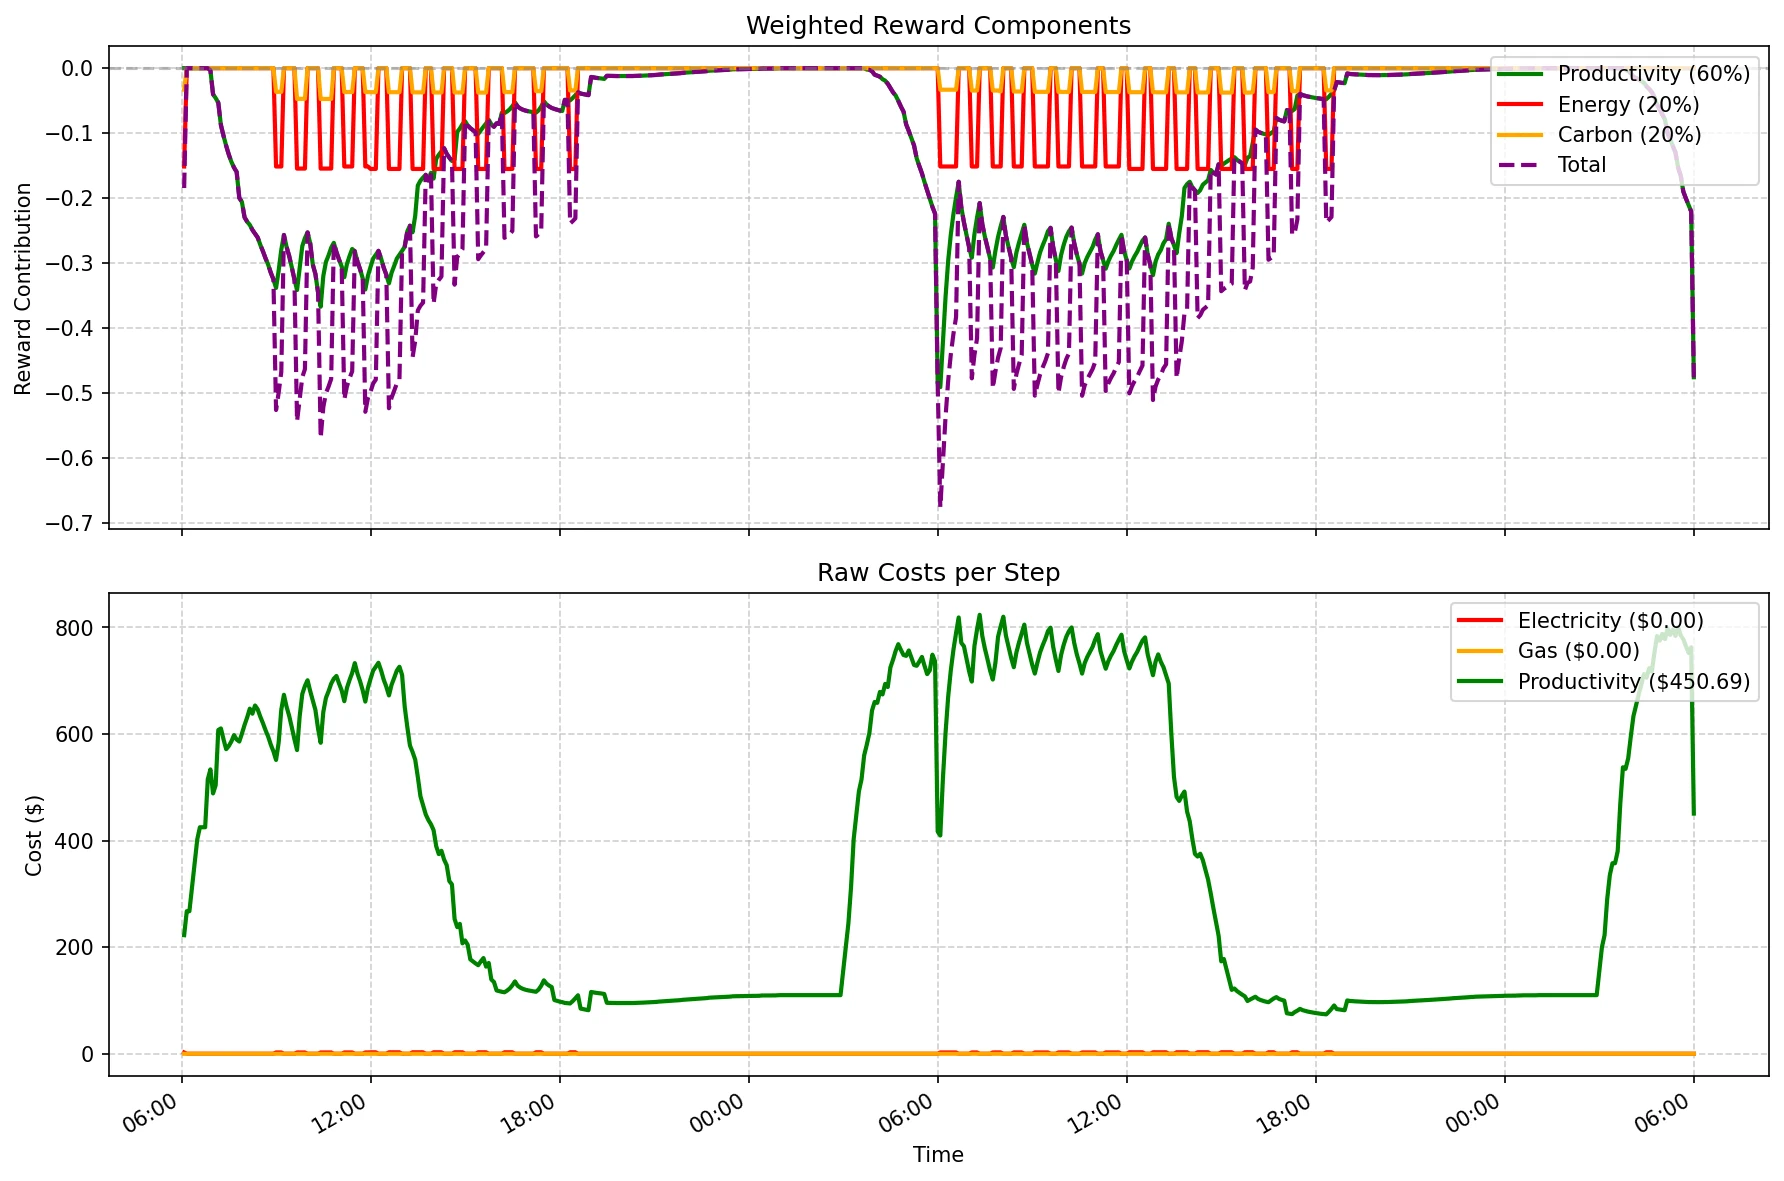 Weighted Reward Components
Reward Contribution
0.0
−0.1
−0.2
−0.3
−0.4
−0.5
−0.6
−0.7
Productivity (60%)
Energy (20%)
Carbon (20%)
Total
Raw Costs per Step
Cost ($)
800
600
400
200
0
Electricity ($0.00)
Gas ($0.00)
Productivity ($450.69)
06:00
12:00
18:00
00:00
06:00
12:00
18:00
00:00
06:00
Time